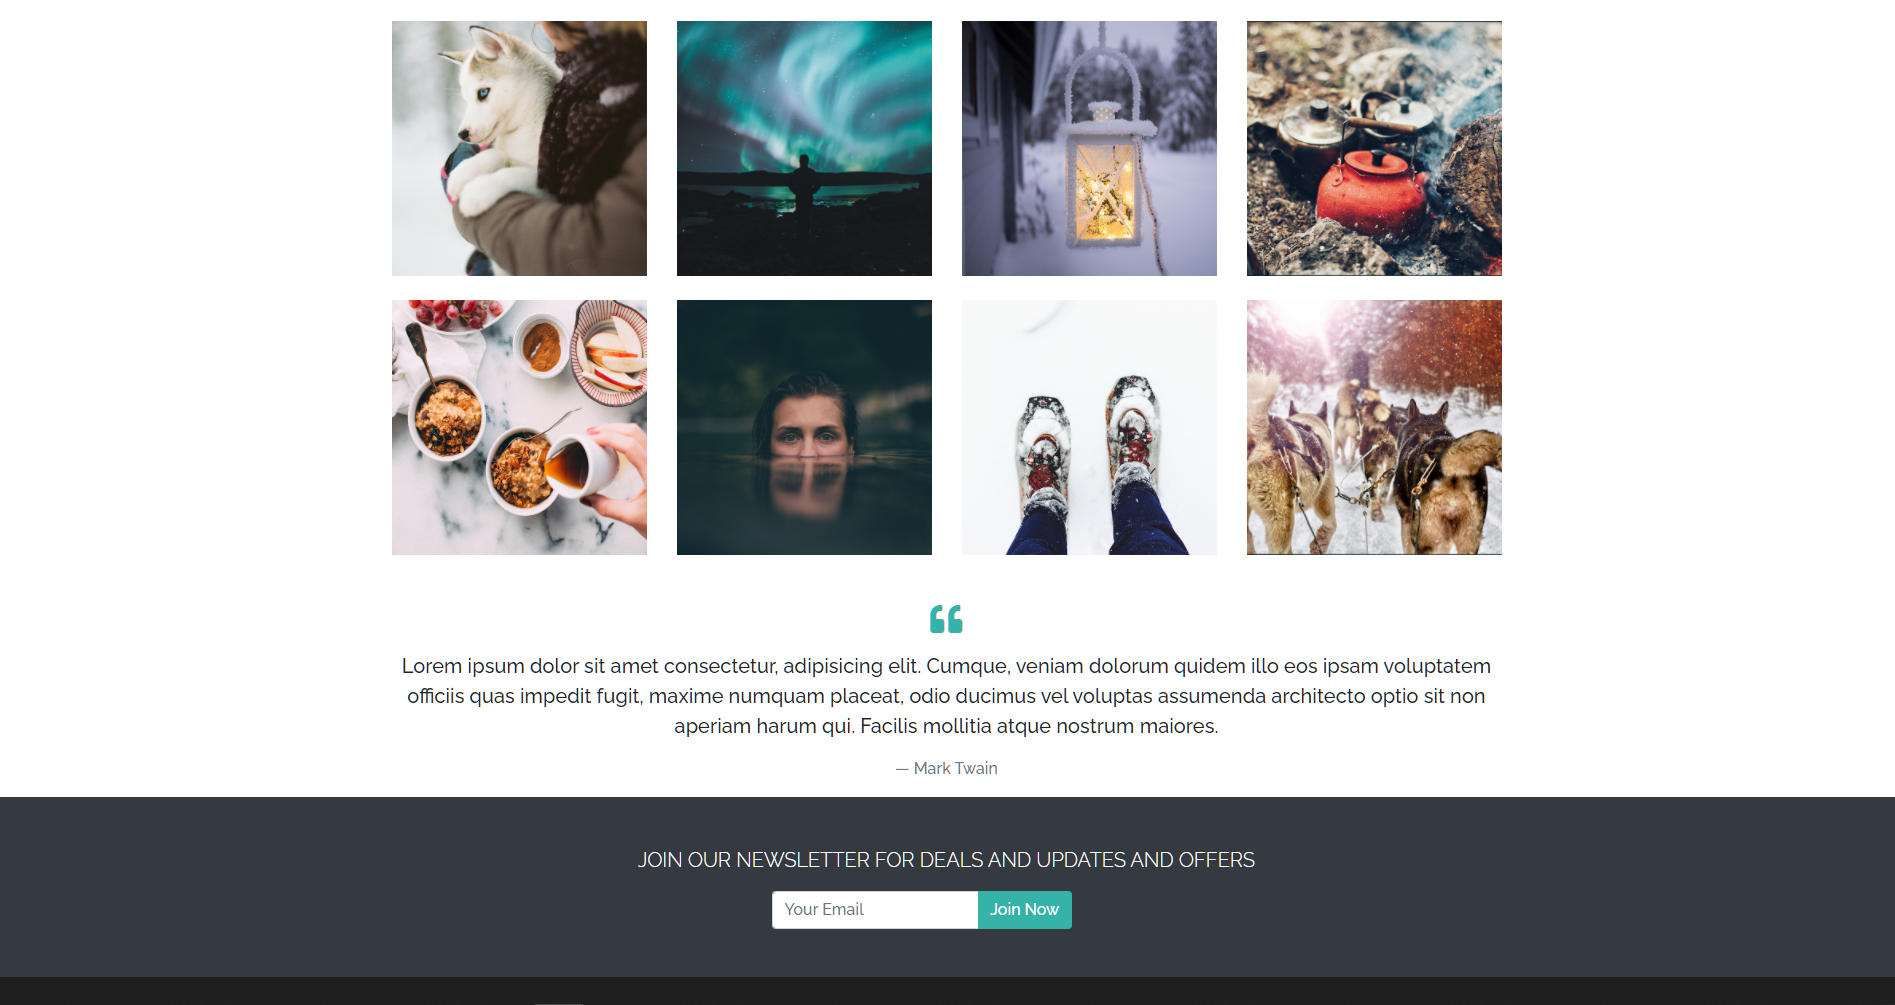 Lorem ipsum dolor sit amet consectetur, adipisicing elit. Cumque, veniam dolorum quidem illo eos ipsam voluptatem
officiis quas impedit fugit, maxime numquam placeat, odio ducimus vel voluptas assumenda architecto optio sit non
aperiam harum qui. Facilis mollitia atque nostrum maiores.
— Mark Twain
JOIN OUR NEWSLETTER FOR DEALS AND UPDATES AND OFFERS
Your Email Join Now